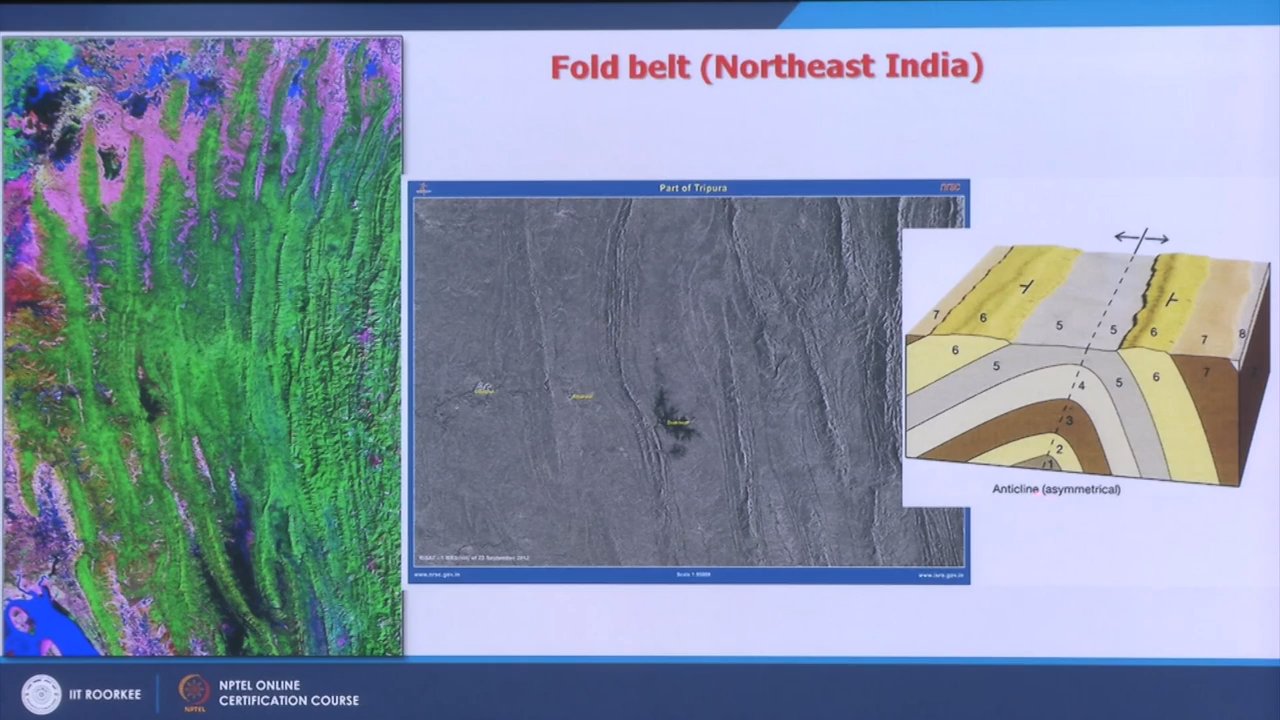 Fold belt (Northeast India)
Part of Tripura
nrsc
www.nrsc.gov.in
www.isro.gov.in
7
6
5
5
6
7
8
6
5
4
5
6
7
3
2
1
Anticline (asymmetrical)
IIT ROORKEE
NPTEL
NPTEL ONLINE
CERTIFICATION COURSE